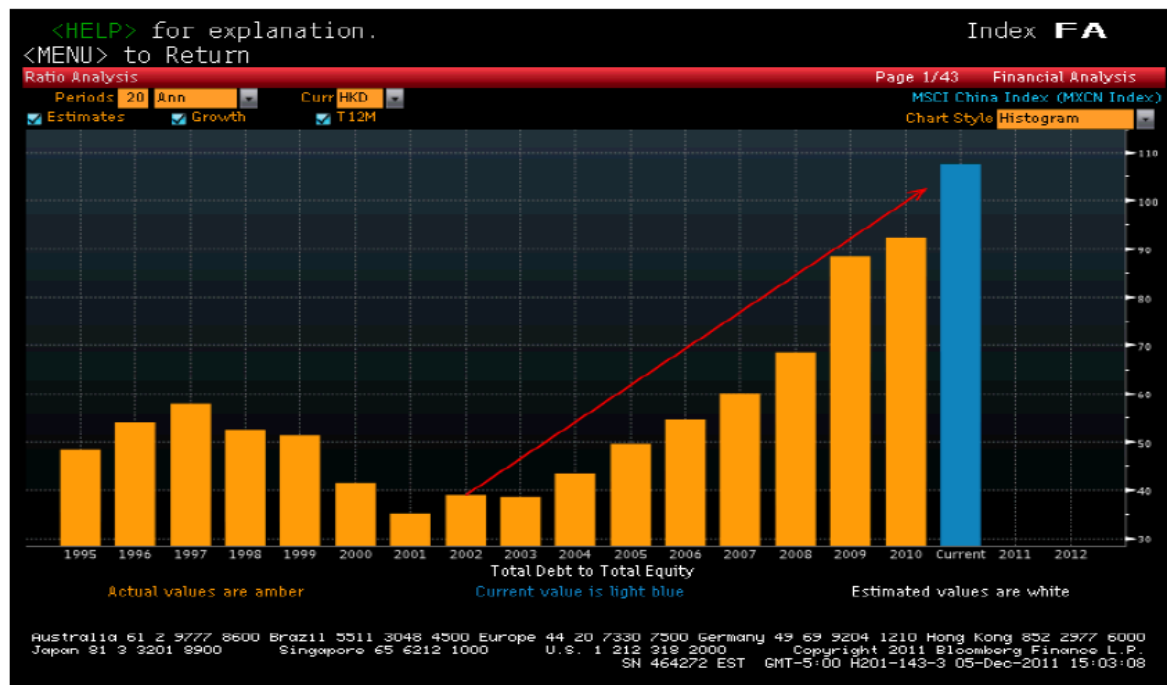 <HELP> for explanation. Index FA
<MENU> to Return
Ratio Analysis Page 1/43 Financial Analysis
Periods 20 Ann Curr HKD MSCI China Index (MXCN Index)
Estimates Growth T12M Chart Style Histogram
110
100
90
80
70
60
50
40
30
1995 1996 1997 1998 1999 2000 2001 2002 2003 2004 2005 2006 2007 2008 2009 2010 Current 2011 2012
Total Debt to Total Equity
Actual values are amber Current value is light blue Estimated values are white
Australia 61 2 9777 8600 Brazil 5511 3048 4500 Europe 44 20 7330 7500 Germany 49 69 9204 1210 Hong Kong 852 2977 6000
Japan 81 3 3201 8900 Singapore 65 6212 1000 U.S. 1 212 318 2000 Copyright 2011 Bloomberg Finance L.P.
SN 464272 EST GMT-5:00 H201-143-3 05-Dec-2011 15:03:08